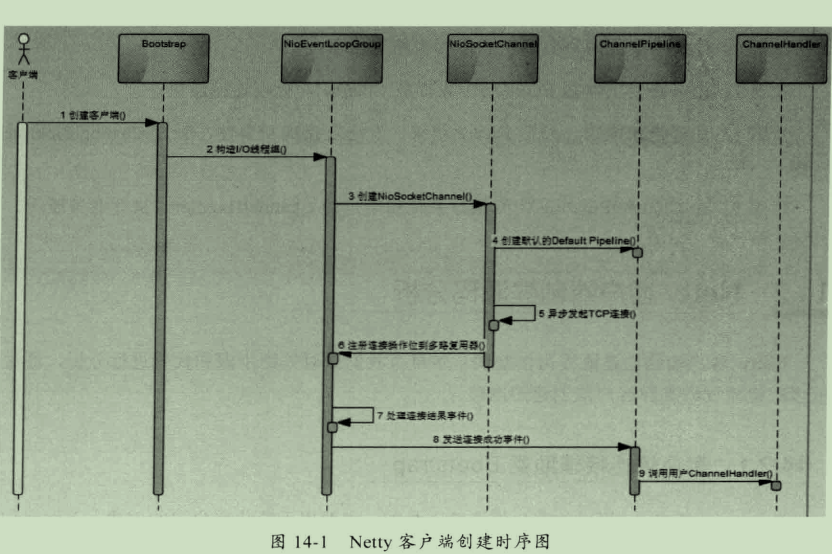 Bootstrap
NioEventLoopGroup
NioSocketChannel
ChannelPipeline
ChannelHandler
客户端
1 创建客户端()
2 构造I/O线程组()
3 创建NioSocketChannel()
4 创建默认的Default Pipeline()
5 异步发起TCP连接()
6 注册连接操作位到多路复用器()
7 处理连接结果事件()
8 发送连接成功事件()
9 调用用户ChannelHandler()
图 14-1 Netty 客户端创建时序图